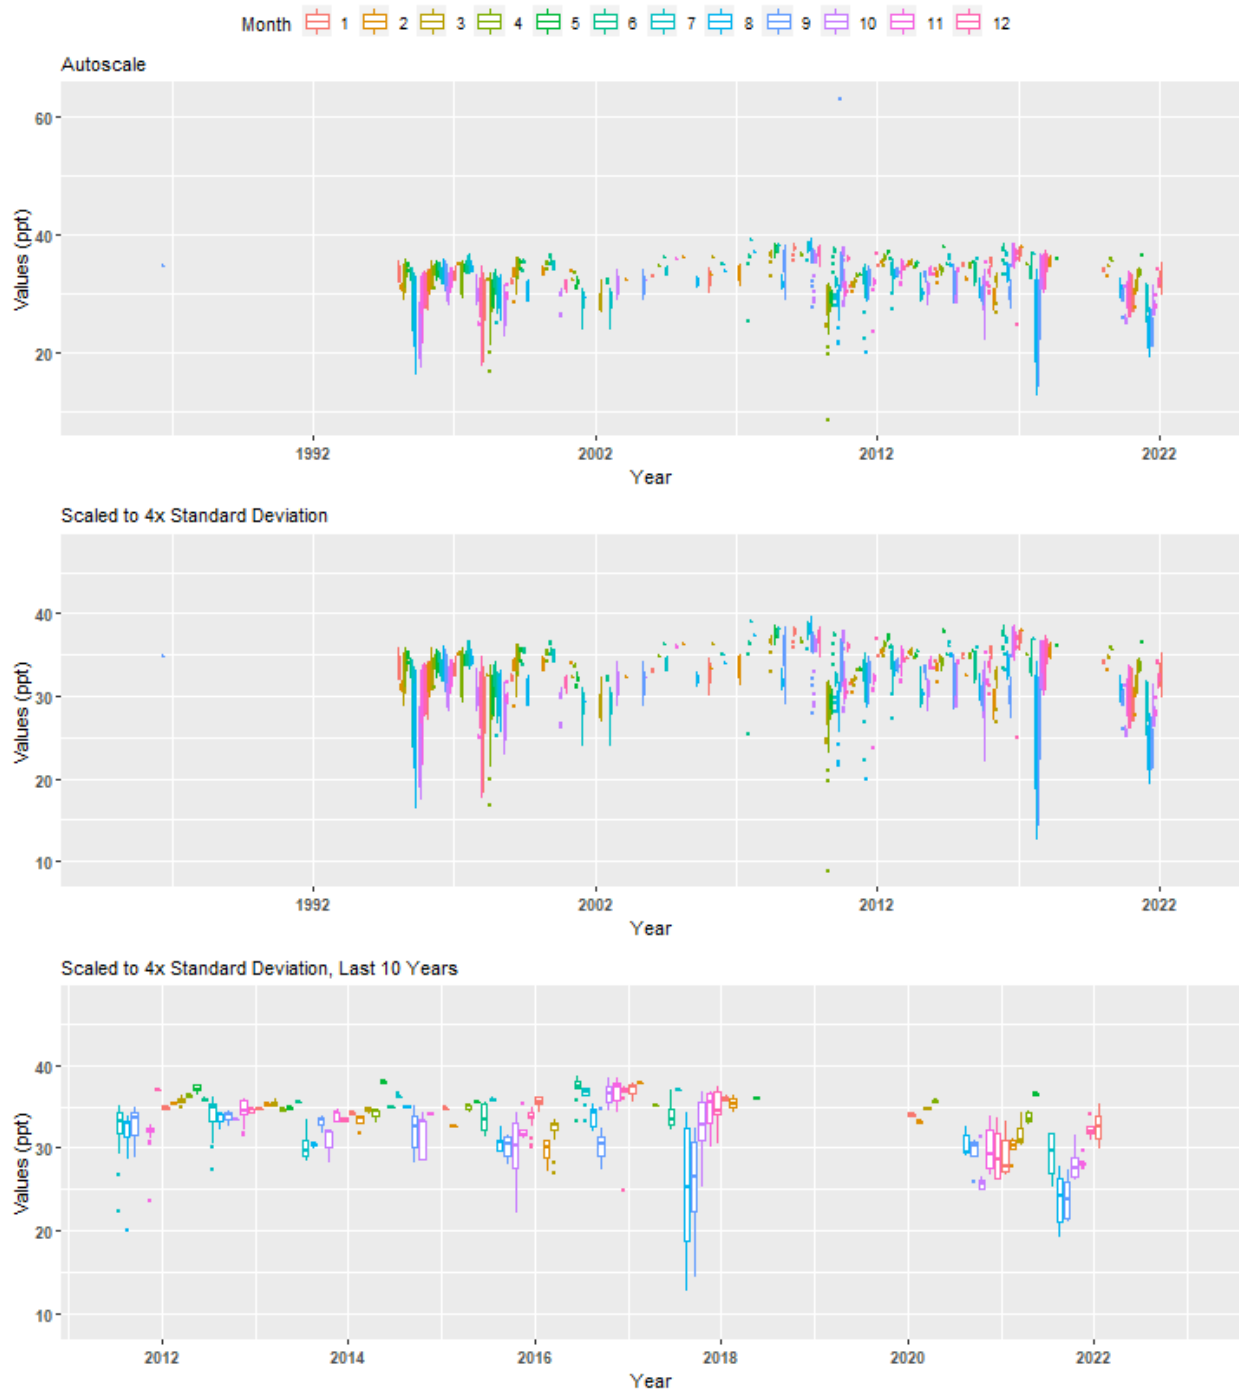 Month 1 2 3 4 5 6 7 8 9 10 11 12
Autoscale
Values (ppt)
60
40
20
1992 2002 2012 2022
Year
Scaled to 4x Standard Deviation
Values (ppt)
40
30
20
10
1992 2002 2012 2022
Year
Scaled to 4x Standard Deviation, Last 10 Years
Values (ppt)
40
30
20
10
2012 2014 2016 2017 2018 2020 2022
Year